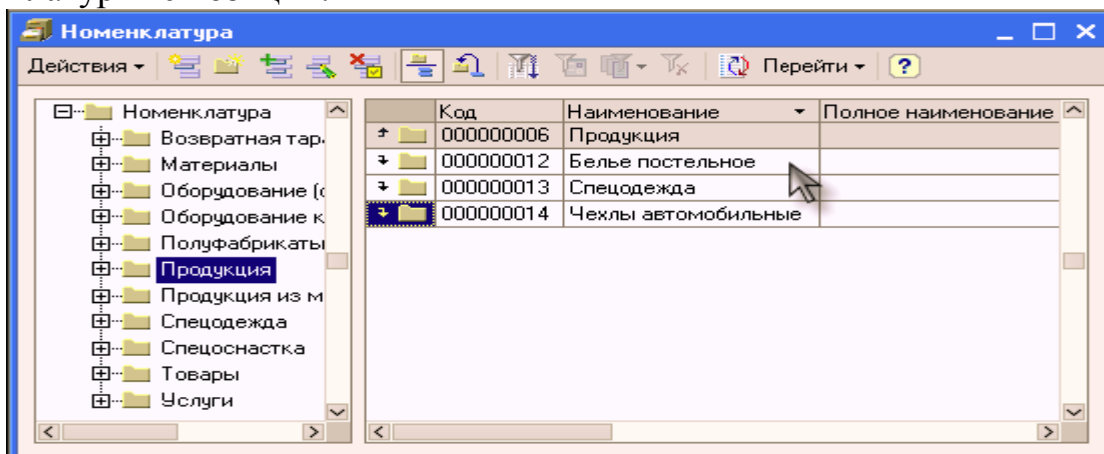 Номенклатура
Действия Перейти ?
Номенклатура
Возвратная тар
Материалы
Оборудование (
Оборудование к
Полуфабрикаты
Продукция
Продукция из м
Спецодежда
Спецоснастка
Товары
Услуги
Код Наименование Полное наименование
000000006 Продукция
000000012 Белье постельное
000000013 Спецодежда
000000014 Чехлы автомобильные